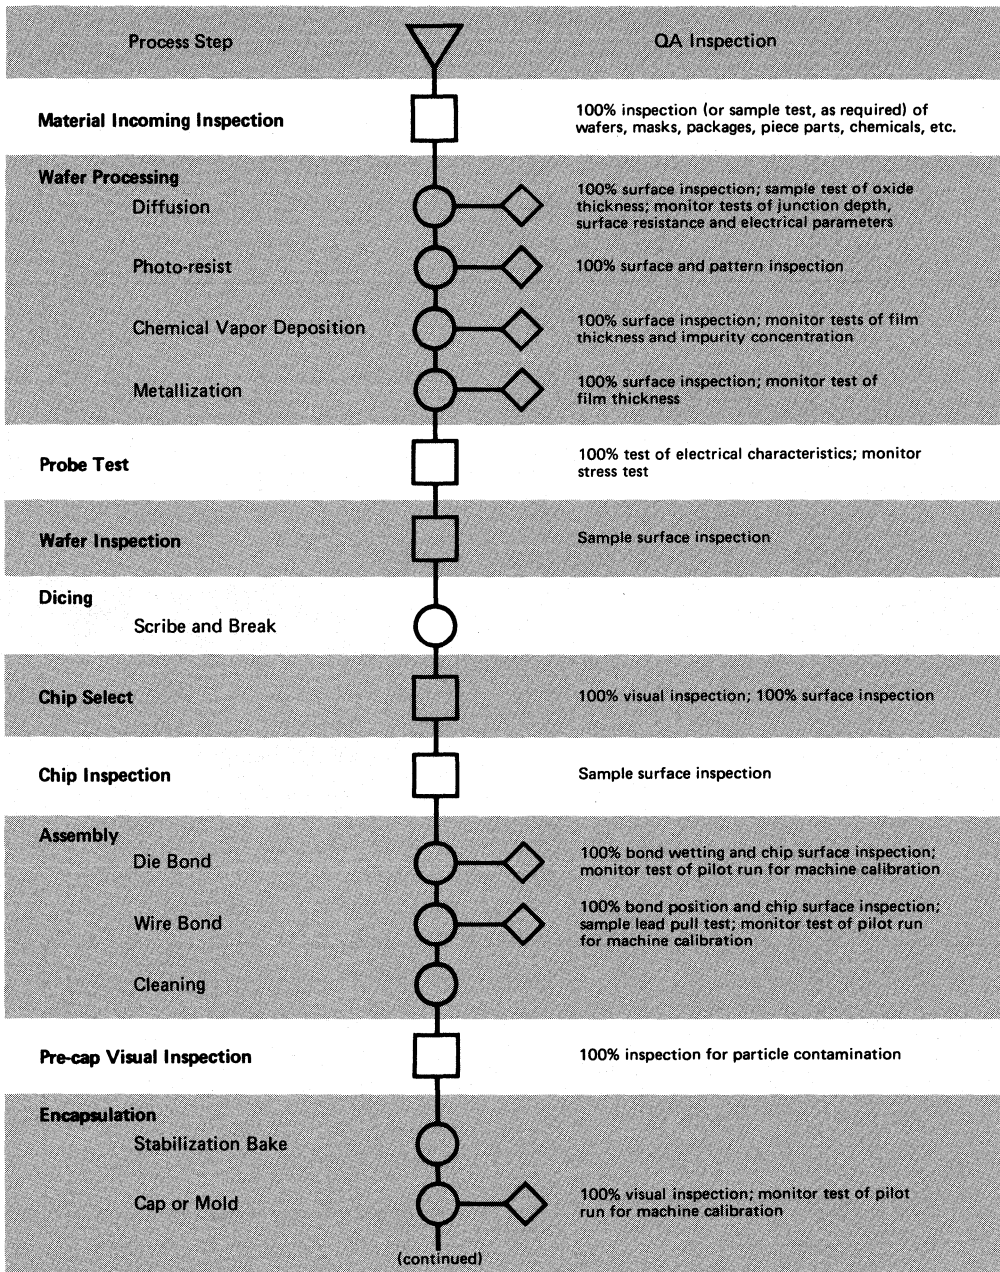 Process Step
QA Inspection
Material Incoming Inspection
100% inspection (or sample test, as required) of
wafers, masks, packages, piece parts, chemicals, etc.
Wafer Processing
Diffusion
100% surface inspection; sample test of oxide
thickness; monitor tests of junction depth,
surface resistance and electrical parameters
Photo-resist
100% surface and pattern inspection
Chemical Vapor Deposition
100% surface inspection; monitor tests of film
thickness and impurity concentration
Metallization
100% surface inspection; monitor test of
film thickness
Probe Test
100% test of electrical characteristics; monitor
stress test
Wafer Inspection
Sample surface inspection
Dicing
Scribe and Break
Chip Select
100% visual inspection; 100% surface inspection
Chip Inspection
Sample surface inspection
Assembly
Die Bond
100% bond wetting and chip surface inspection;
monitor test of pilot run for machine calibration
Wire Bond
100% bond position and chip surface inspection;
sample lead pull test; monitor test of pilot run
for machine calibration
Cleaning
Pre-cap Visual Inspection
100% inspection for particle contamination
Encapsulation
Stabilization Bake
Cap or Mold
100% visual inspection; monitor test of pilot
run for machine calibration
(continued)